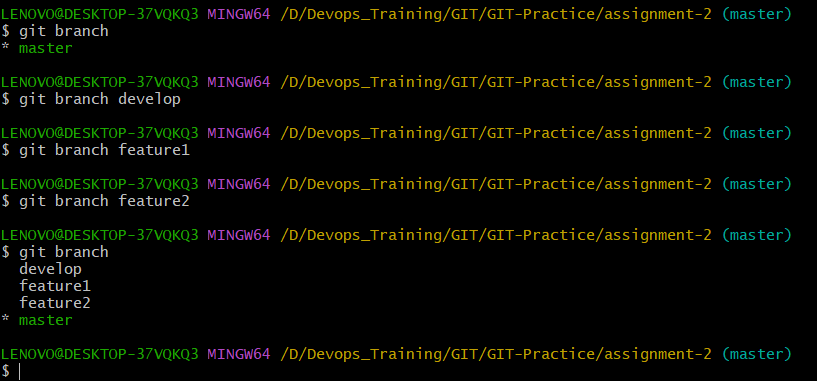 LENOVO@DESKTOP-37VQKQ3 MINGW64 /D/Devops_Training/GIT/GIT-Practice/assignment-2 (master)
$ git branch
* master
LENOVO@DESKTOP-37VQKQ3 MINGW64 /D/Devops_Training/GIT/GIT-Practice/assignment-2 (master)
$ git branch develop
LENOVO@DESKTOP-37VQKQ3 MINGW64 /D/Devops_Training/GIT/GIT-Practice/assignment-2 (master)
$ git branch feature1
LENOVO@DESKTOP-37VQKQ3 MINGW64 /D/Devops_Training/GIT/GIT-Practice/assignment-2 (master)
$ git branch feature2
LENOVO@DESKTOP-37VQKQ3 MINGW64 /D/Devops_Training/GIT/GIT-Practice/assignment-2 (master)
$ git branch
  develop
  feature1
  feature2
* master
LENOVO@DESKTOP-37VQKQ3 MINGW64 /D/Devops_Training/GIT/GIT-Practice/assignment-2 (master)
$